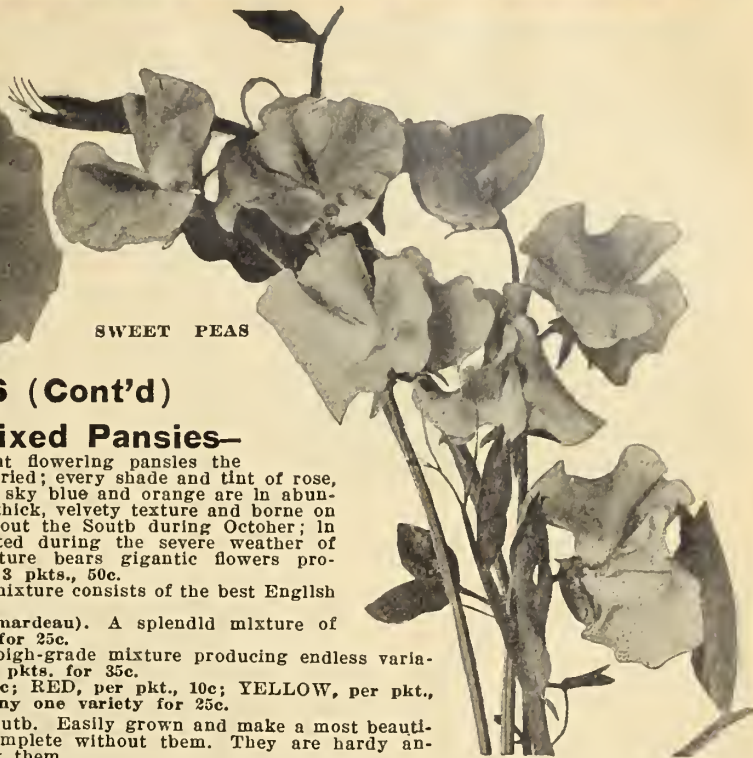 SWEET PEAS
S (Cont'd)
ixed Pansies—
nt flowering pansies the
ried; every shade and tint of rose,
sky blue and orange are in abun-
thick, velvety texture and borne on
out the Soutb during October; in
ted during the severe weather of
ture bears gigantic flowers pro-
3 pkts., 50c.
mixture consists of the best English
mardeau). A splendid mixture of
for 25c.
high-grade mixture producing endless varia-
pkts. for 35c.
c; RED, per pkt., 10c; YELLOW, per pkt.,
ny one variety for 25c.
utb. Easily grown and make a most beauti-
mplete without tbem. They are hardy an-
them